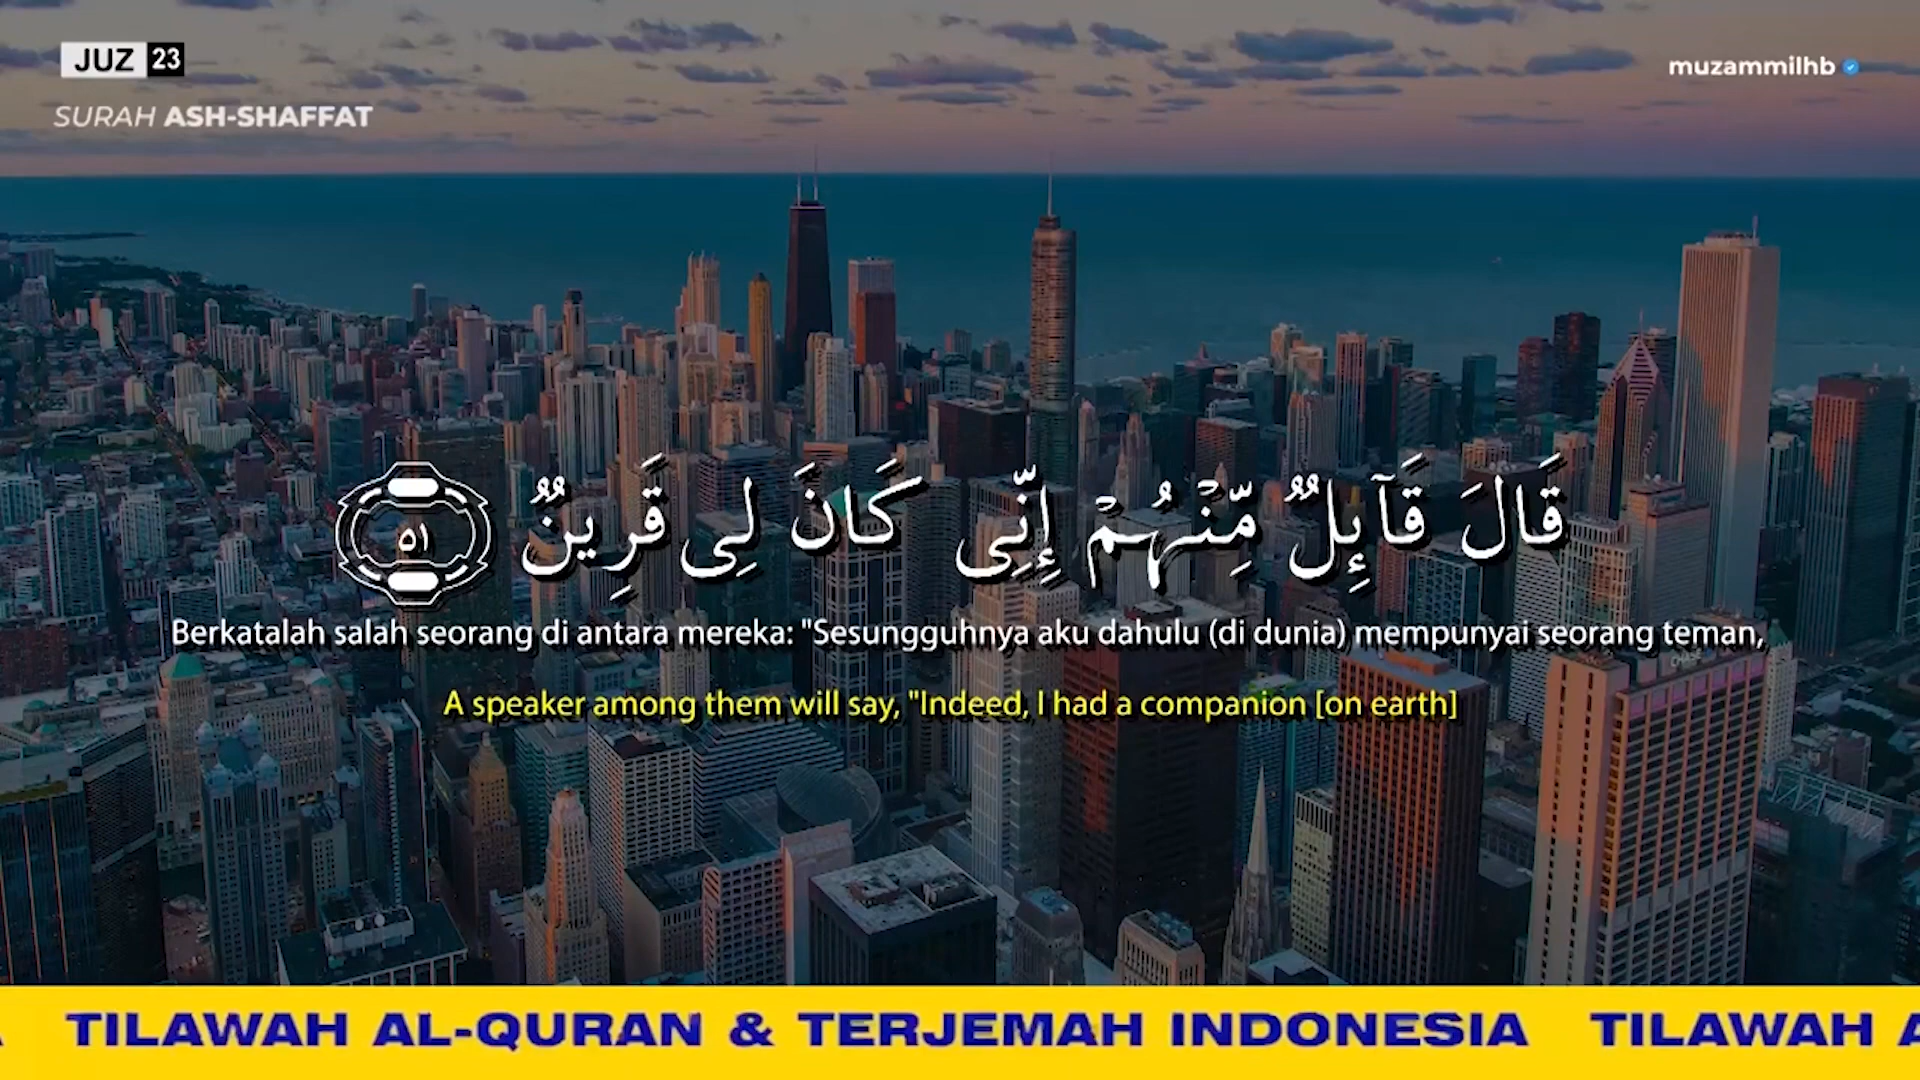 JUZ 23
muzammilhb
SURAH ASH-SHAFFAT
قَالَ قَآئِلٌ مِّنْهُمْ إِنِّى كَانَ لِى قَرِينٌ ٥١
Berkatalah salah seorang di antara mereka: "Sesungguhnya aku dahulu (di dunia) mempunyai seorang teman,
A speaker among them will say, "Indeed, I had a companion [on earth]
TILAWAH AL-QURAN & TERJEMAH INDONESIA TILAWAH